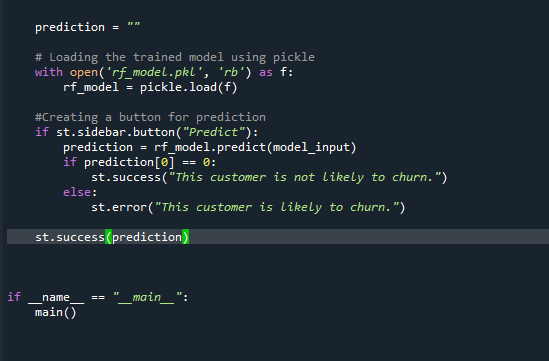 prediction = ""
# Loading the trained model using pickle
with open('rf_model.pkl', 'rb') as f:
rf_model = pickle.load(f)
#Creating a button for prediction
if st.sidebar.button("Predict"):
prediction = rf_model.predict(model_input)
if prediction[0] == 0:
st.success("This customer is not likely to churn.")
else:
st.error("This customer is likely to churn.")
st.success(prediction)
if __name__ == "__main__":
main()